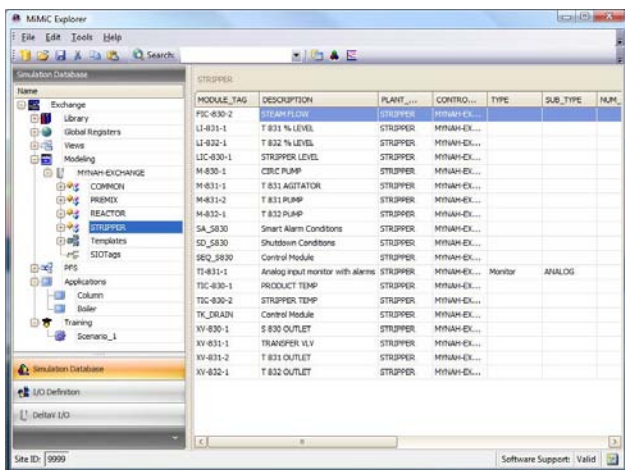 MiMiC Explorer
File Edit Tools Help
Search:
Simulation Database
STRIPPER
Name
Exchange
Library
Global Registers
Views
Modeling
MYNAH-EXCHANGE
COMMON
PREMIX
REACTOR
STRIPPER
Templates
SIOTags
PFS
Applications
Column
Boiler
Training
Scenario_1
Simulation Database
I/O Definition
DeltaV I/O
MODULE_TAG DESCRIPTION PLANT_... CONTRO... TYPE SUB_TYPE NUM_
FIC-830-2 STEAM FLOW STRIPPER MYNAH-EX...
LI-831-1 T 831 % LEVEL STRIPPER MYNAH-EX...
LI-832-1 T 832 % LEVEL STRIPPER MYNAH-EX...
LIC-830-1 STRIPPER LEVEL STRIPPER MYNAH-EX...
M-830-1 CIRC PUMP STRIPPER MYNAH-EX...
M-831-1 T 831 AGITATOR STRIPPER MYNAH-EX...
M-831-2 T 831 PUMP STRIPPER MYNAH-EX...
M-832-1 T 832 PUMP STRIPPER MYNAH-EX...
SA_S830 Smart Alarm Conditions STRIPPER MYNAH-EX...
SD_S830 Shutdown Conditions STRIPPER MYNAH-EX...
SEQ_S830 Control Module STRIPPER MYNAH-EX...
TI-831-1 Analog input monitor with alarms STRIPPER MYNAH-EX... Monitor ANALOG
TIC-830-1 PRODUCT TEMP STRIPPER MYNAH-EX...
TIC-830-2 STRIPPER TEMP STRIPPER MYNAH-EX...
TK_DRAIN Control Module STRIPPER MYNAH-EX...
XV-830-1 S 830 OUTLET STRIPPER MYNAH-EX...
XV-831-1 TRANSFER VLV STRIPPER MYNAH-EX...
XV-831-2 T 831 OUTLET STRIPPER MYNAH-EX...
XV-832-1 T 832 OUTLET STRIPPER MYNAH-EX...
Site ID: 9999
Software Support: Valid